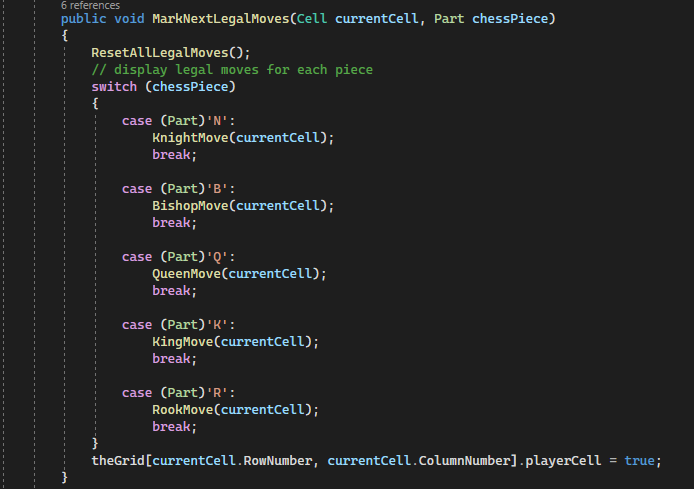 6 references
public void MarkNextLegalMoves(Cell currentCell, Part chessPiece)
{
ResetAllLegalMoves();
// display legal moves for each piece
switch (chessPiece)
{
case (Part)'N':
KnightMove(currentCell);
break;
case (Part)'B':
BishopMove(currentCell);
break;
case (Part)'Q':
QueenMove(currentCell);
break;
case (Part)'K':
KingMove(currentCell);
break;
case (Part)'R':
RookMove(currentCell);
break;
}
theGrid[currentCell.RowNumber, currentCell.ColumnNumber].playerCell = true;
}